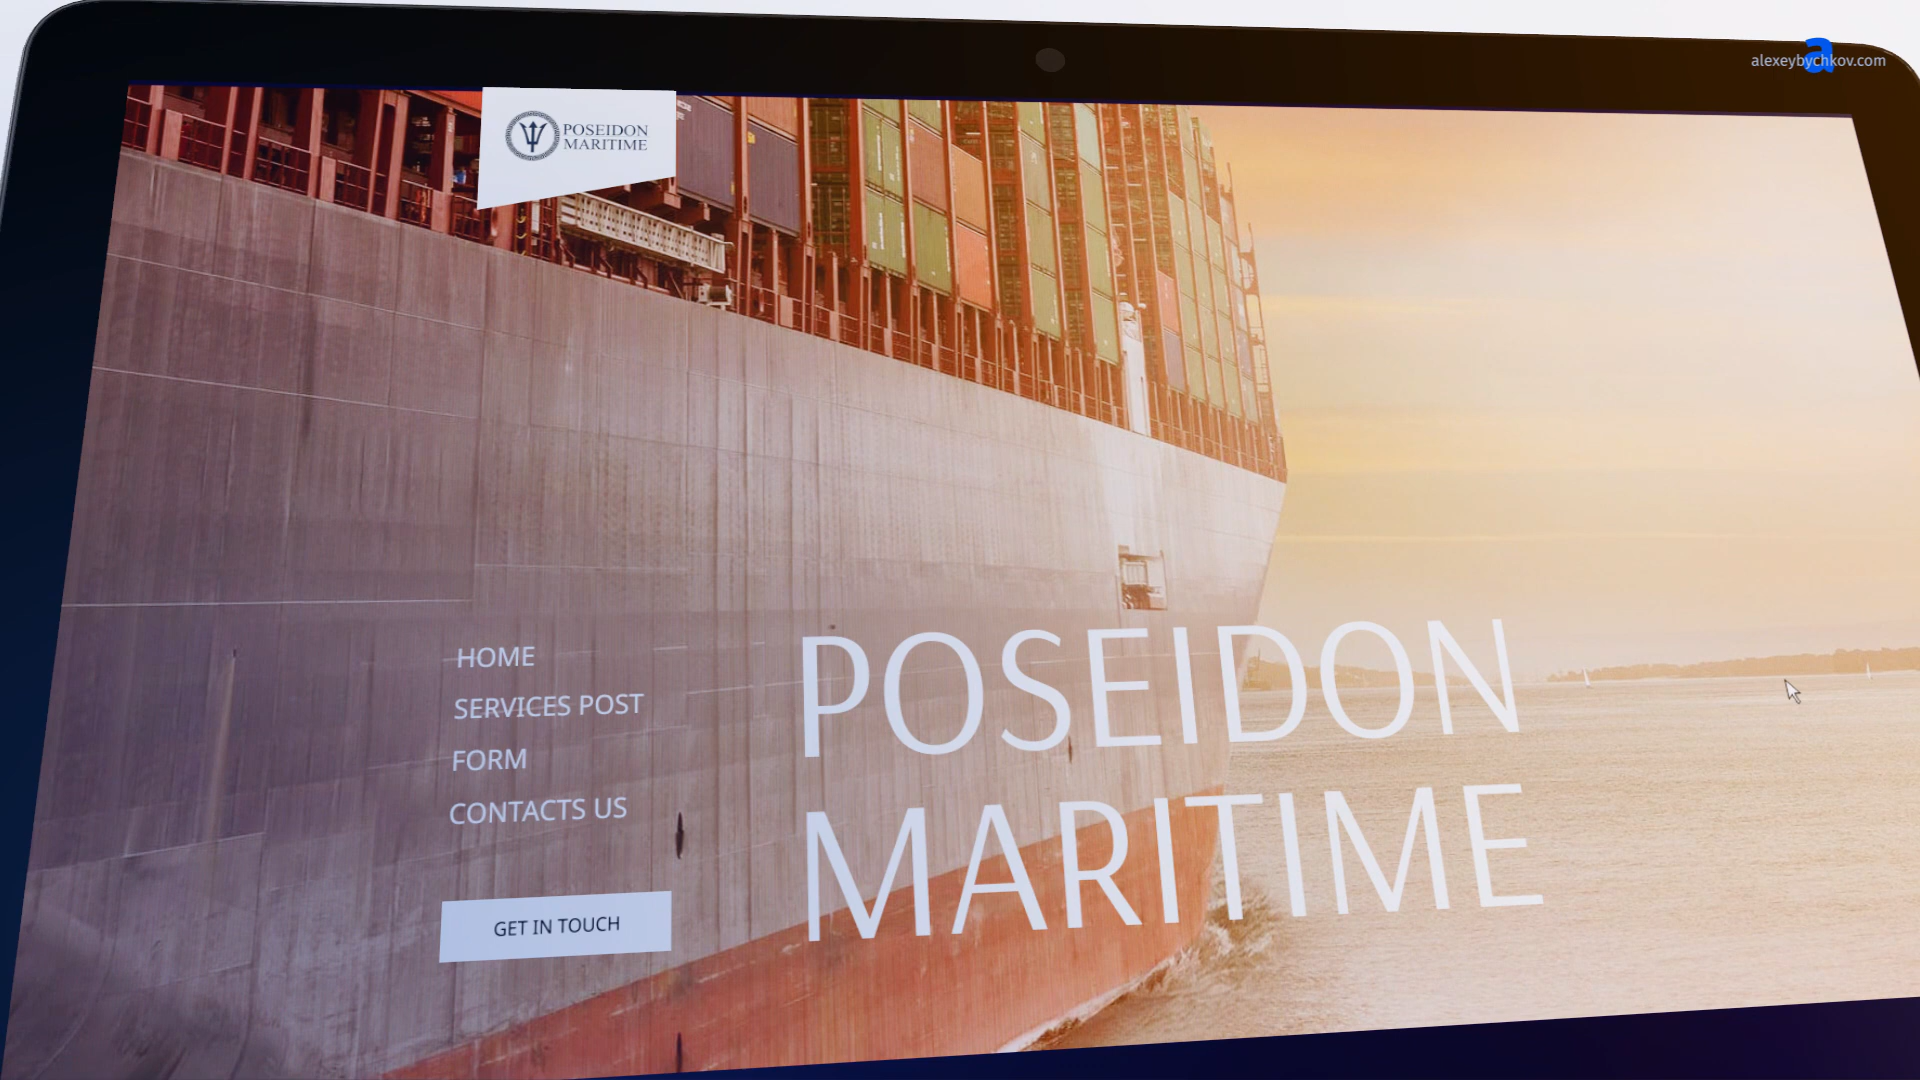 a
alexeybychkov.com
POSEIDON
MARITIME
HOME
SERVICES POST
FORM
CONTACTS US
GET IN TOUCH
POSEIDON
MARITIME